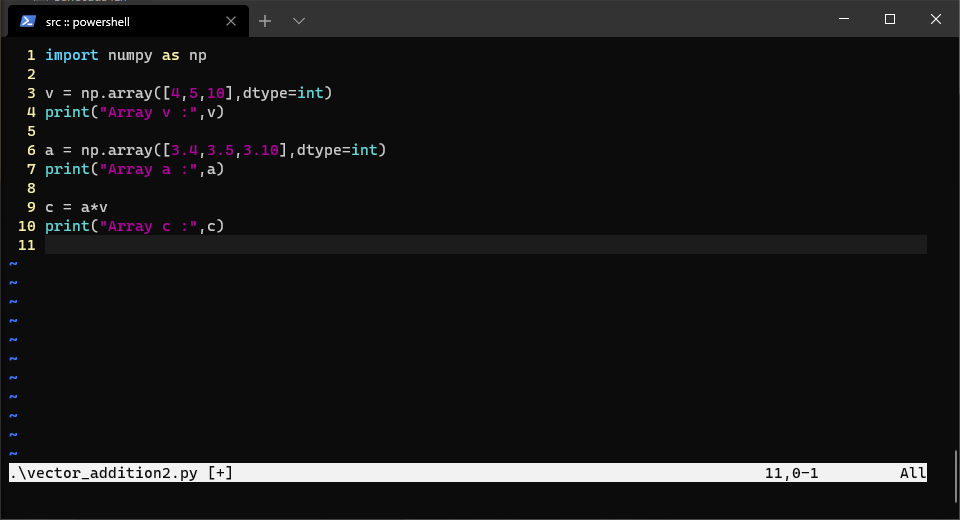 src :: powershell
1 import numpy as np
2
3 v = np.array([4,5,10],dtype=int)
4 print("Array v :",v)
5
6 a = np.array([3.4,3.5,3.10],dtype=int)
7 print("Array a :",a)
8
9 c = a*v
10 print("Array c :",c)
11
~
~
~
~
~
~
~
~
~
~
~
.\vector_addition2.py [+] 11,0-1 All